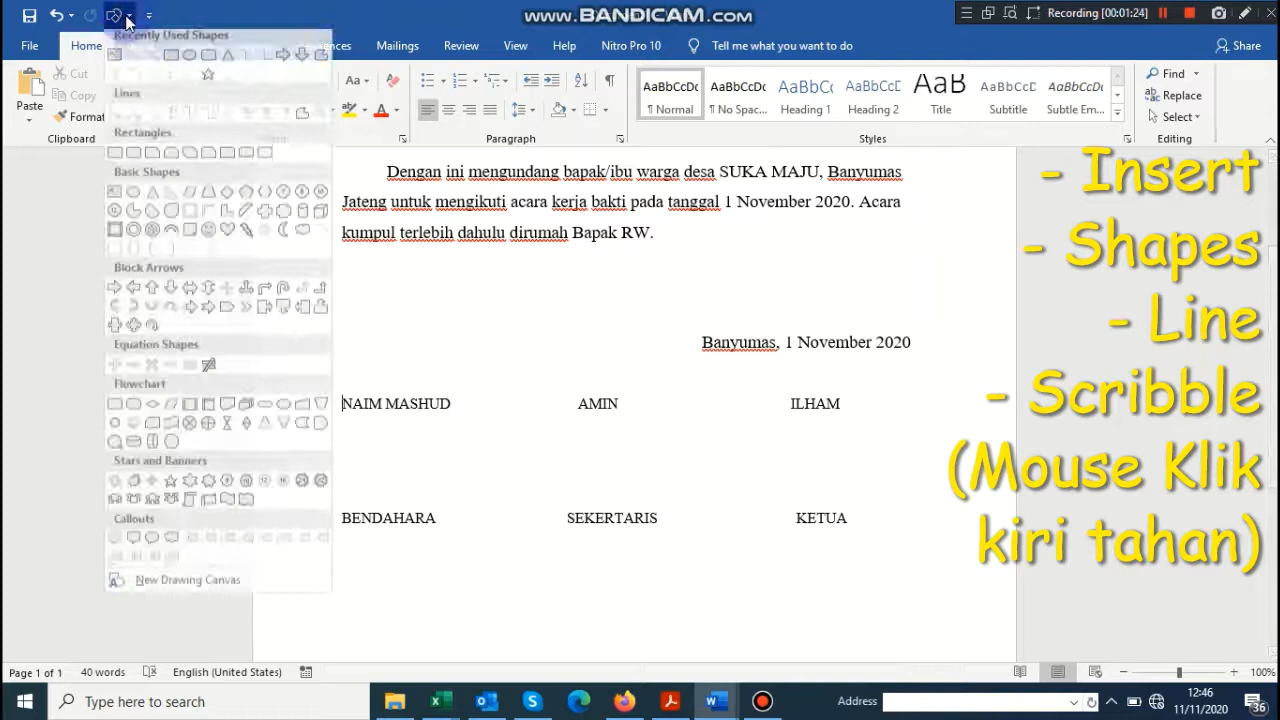 www.BANDICAM.com
Recording [00:01:24]
File
Home
ences
Mailings
Review
View
Help
Nitro Pro 10
Tell me what you want to do
Share
Paste
Cut
Copy
Format
Clipboard
Aa
A
Paragraph
AaBbCcDc
¶ Normal
AaBbCcDc
¶ No Spac...
AaBbCc
Heading 1
AaBbCcD
Heading 2
AaB
Title
AaBbCcD
Subtitle
AaBbCcDc
Subtle Em...
Styles
Find
Replace
Select
Editing
Recently Used Shapes
Lines
Rectangles
Basic Shapes
Block Arrows
Equation Shapes
Flowchart
Stars and Banners
Callouts
New Drawing Canvas
Dengan ini mengundang bapak/ibu warga desa SUKA MAJU, Banyumas
Jateng untuk mengikuti acara kerja bakti pada tanggal 1 November 2020. Acara
kumpul terlebih dahulu dirumah Bapak RW.
Banyumas, 1 November 2020
NAIM MASHUD AMIN ILHAM
BENDAHARA SEKERTARIS KETUA
- Insert
- Shapes
- Line
- Scribble
(Mouse Klik
kiri tahan)
Page 1 of 1
40 words
English (United States)
100%
Type here to search
Address
12:46
11/11/2020
36